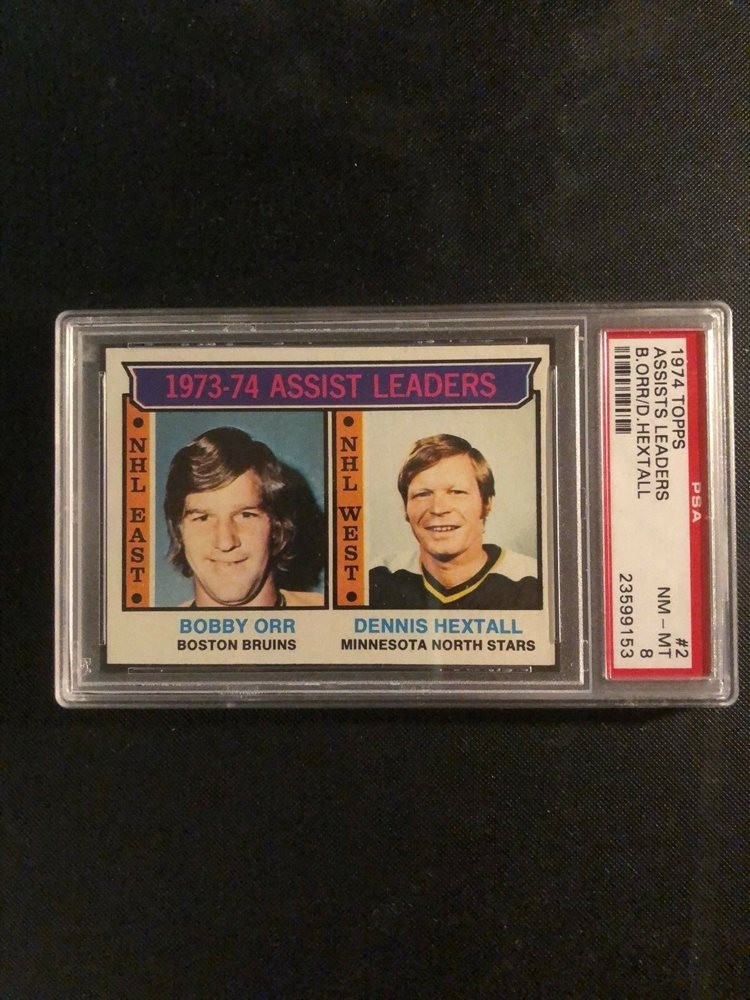 1973-74 ASSIST LEADERS
NHL EAST
NHL WEST
BOBBY ORR
BOSTON BRUINS
DENNIS HEXTALL
MINNESOTA NORTH STARS
PSA
1974 TOPPS #2
ASSISTS LEADERS NM - MT
B.ORR/D.HEXTALL 8
23599153